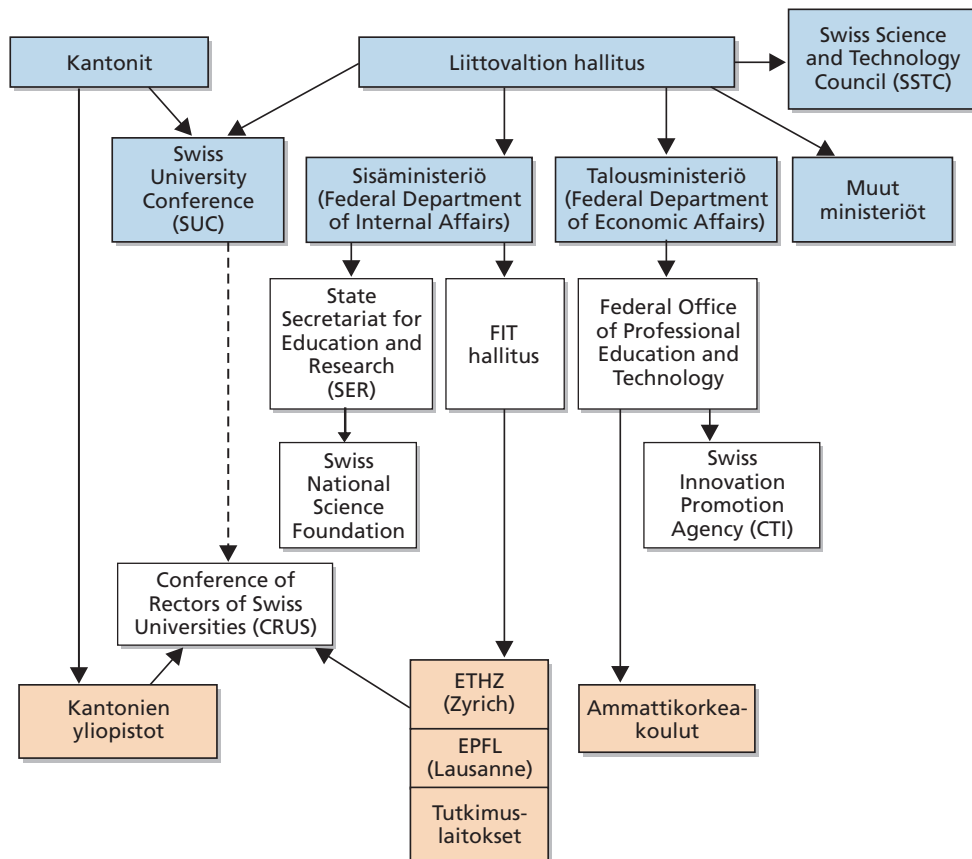 Kantonit
Liittovaltion hallitus
Swiss Science
and Technology
Council (SSTC)
Swiss
University
Conference
(SUC)
Sisäministeriö
(Federal Department
of Internal Affairs)
Talousministeriö
(Federal Department
of Economic Affairs)
Muut
ministeriöt
State
Secretariat for
Education and
Research
(SER)
FIT
hallitus
Federal Office
of Professional
Education and
Technology
Swiss
National
Science
Foundation
Swiss
Innovation
Promotion
Agency (CTI)
Conference of
Rectors of Swiss
Universities (CRUS)
Kantonien
yliopistot
ETHZ
(Zyrich)
EPFL
(Lausanne)
Tutkimus-
laitokset
Ammattikorkea-
koulut